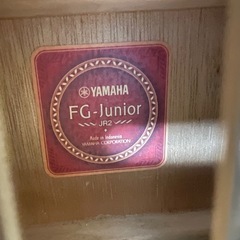 YAMAHA
FG-Junior
JR2
Made in Indonesia
YAMAHA CORPORATION